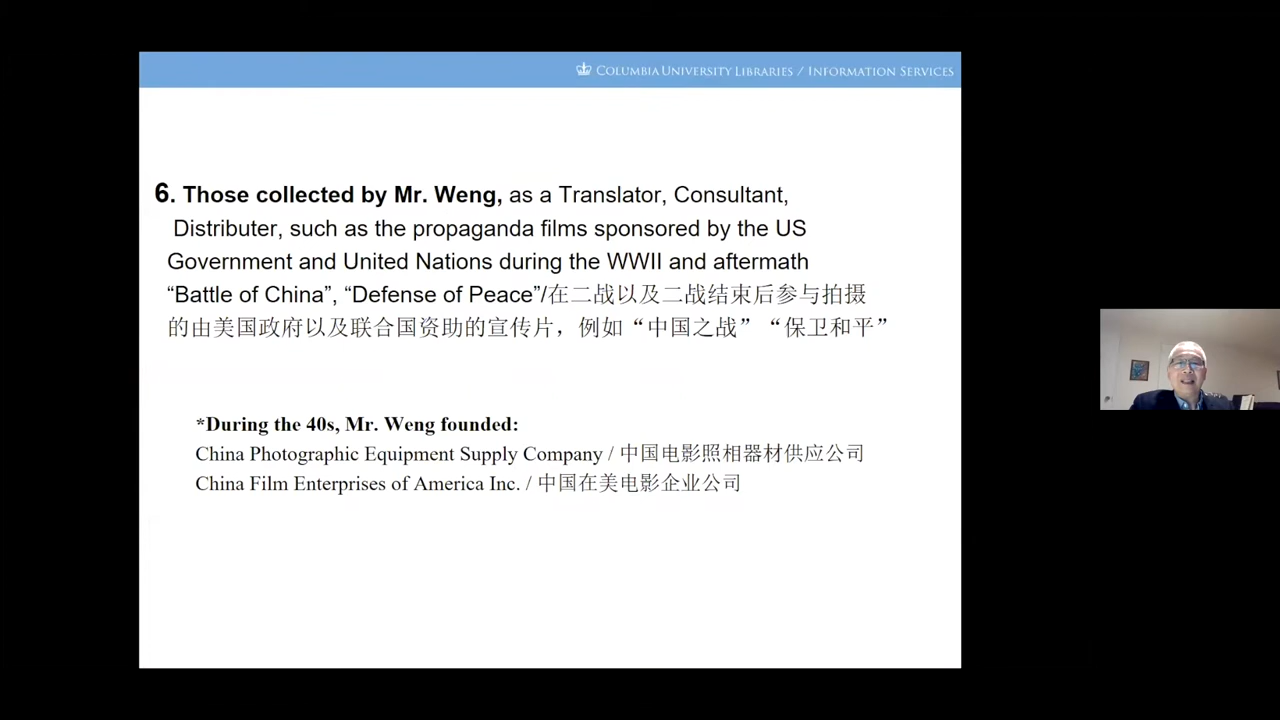 COLUMBIA UNIVERSITY LIBRARIES / INFORMATION SERVICES
6. Those collected by Mr. Weng, as a Translator, Consultant,
Distributer, such as the propaganda films sponsored by the US
Government and United Nations during the WWII and aftermath
“Battle of China”, “Defense of Peace”/在二战以及二战结束后参与拍摄
的由美国政府以及联合国资助的宣传片，例如“中国之战”“保卫和平”
*During the 40s, Mr. Weng founded:
China Photographic Equipment Supply Company / 中国电影照相器材供应公司
China Film Enterprises of America Inc. / 中国在美电影企业公司